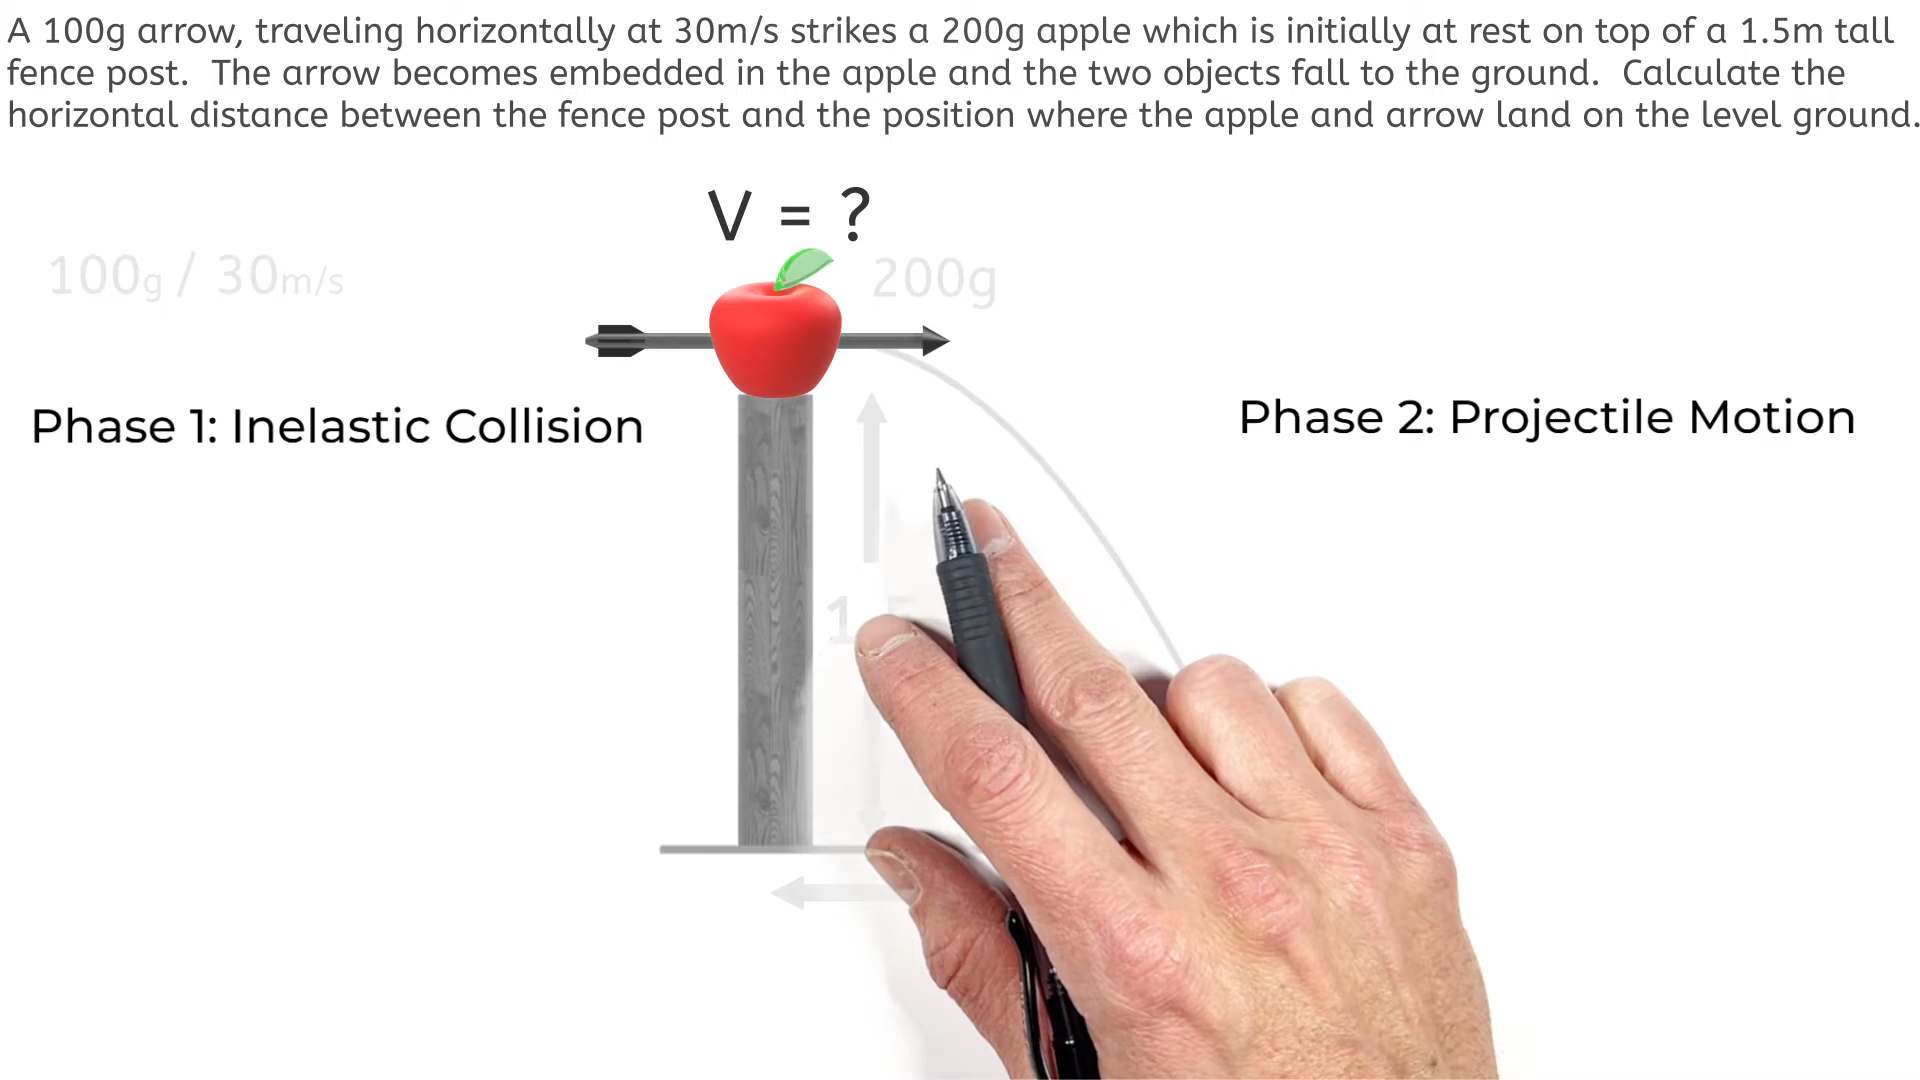 A 100g arrow, traveling horizontally at 30m/s strikes a 200g apple which is initially at rest on top of a 1.5m tall
fence post. The arrow becomes embedded in the apple and the two objects fall to the ground. Calculate the
horizontal distance between the fence post and the position where the apple and arrow land on the level ground.
V = ?
100g / 30m/s
200g
Phase 1: Inelastic Collision
Phase 2: Projectile Motion